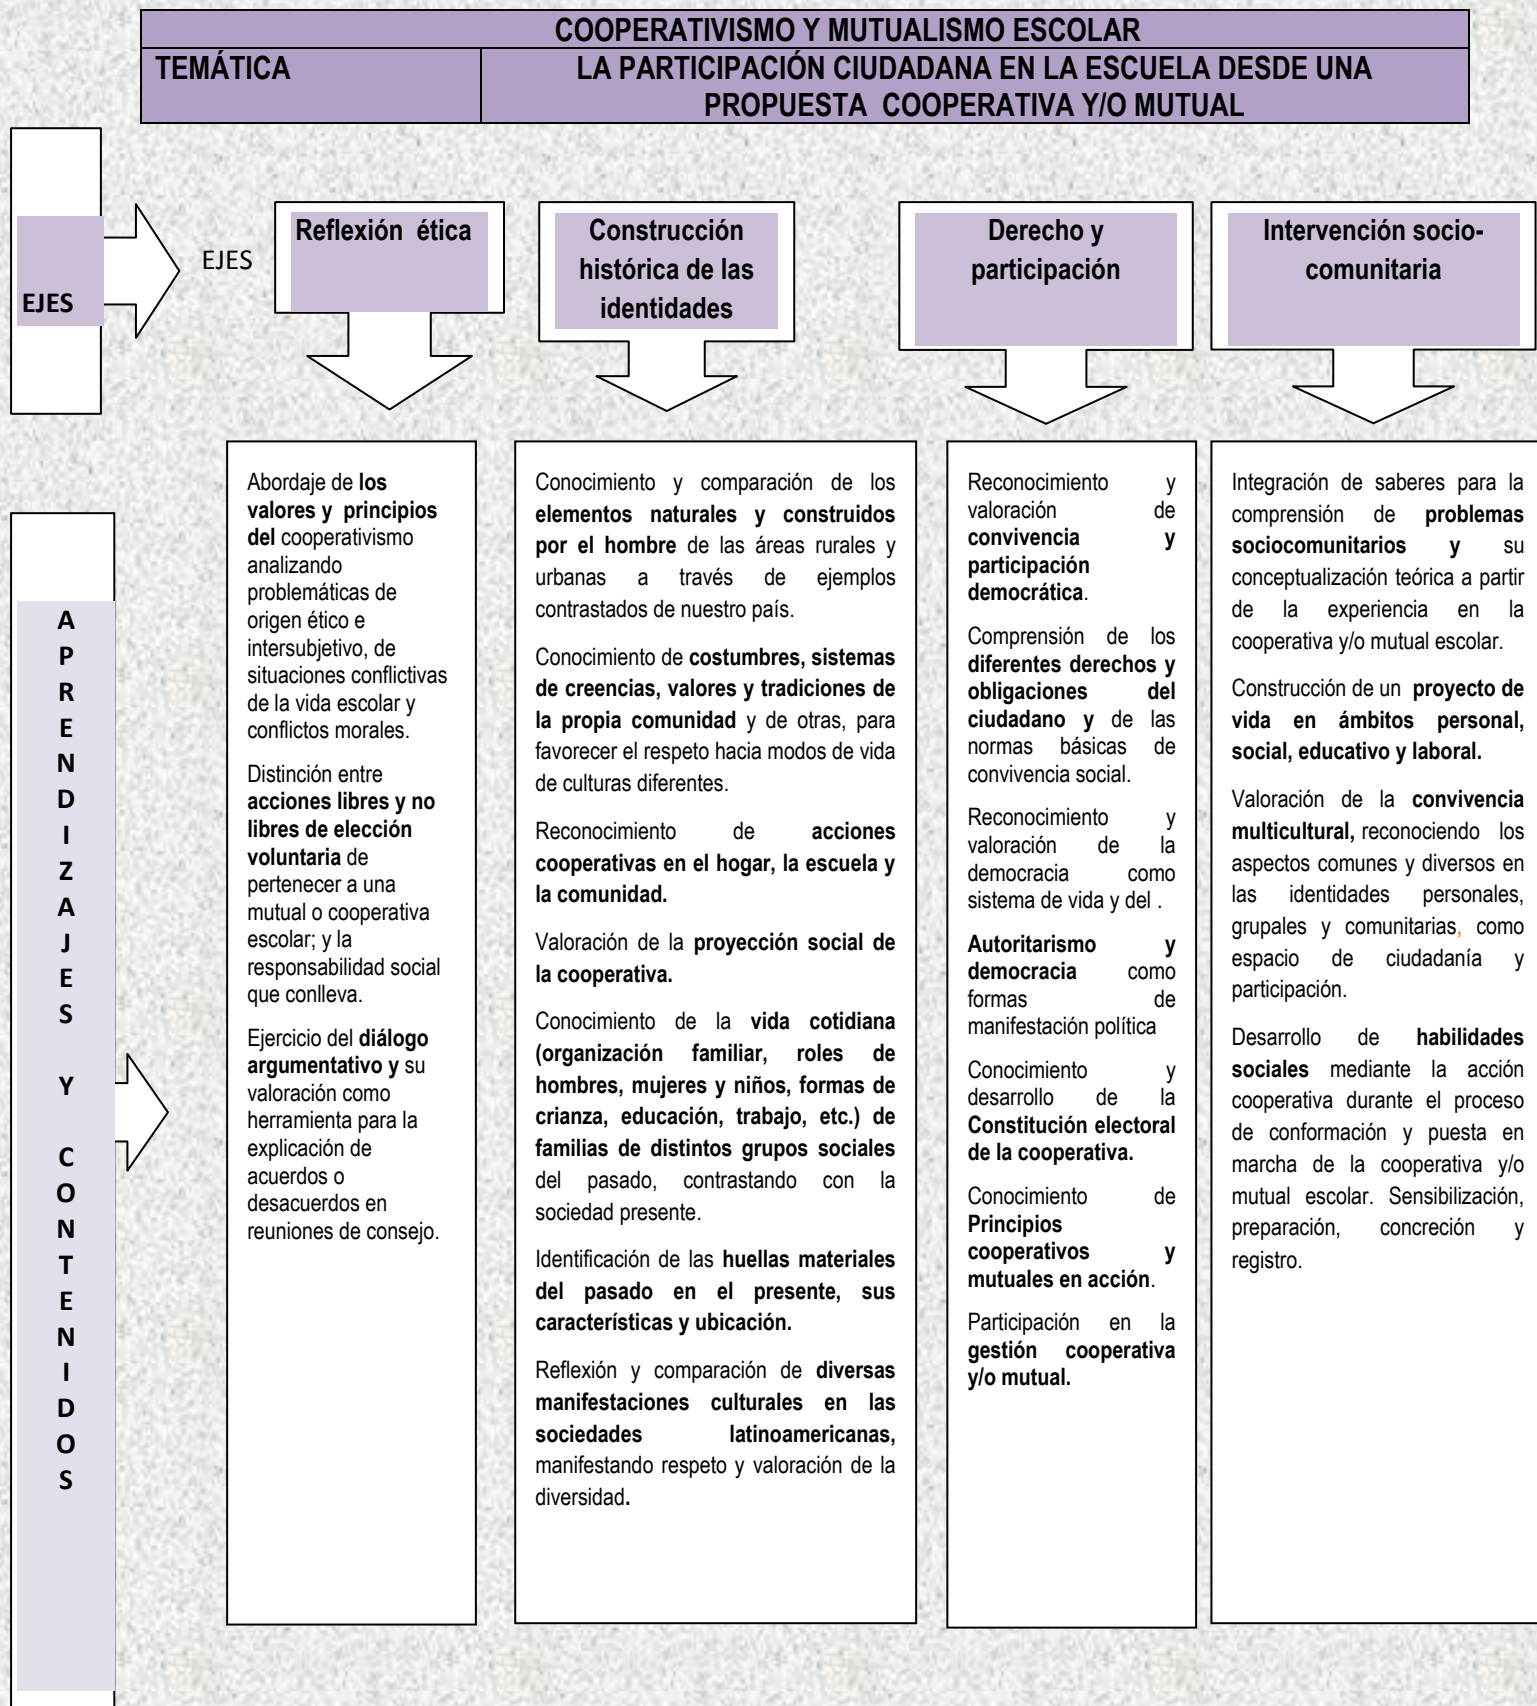 COOPERATIVISMO Y MUTUALISMO ESCOLAR
TEMÁTICA
LA PARTICIPACIÓN CIUDADANA EN LA ESCUELA DESDE UNA
PROPUESTA COOPERATIVA Y/O MUTUAL
EJES
EJES
Reflexión ética
Construcción
histórica de las
identidades
Derecho y
participación
Intervención socio-
comunitaria
A
P
R
E
N
D
I
Z
A
J
E
S
Y
C
O
N
T
E
N
I
D
O
S
Abordaje de los
valores y principios
del cooperativismo
analizando
problemáticas de
origen ético e
intersubjetivo, de
situaciones conflictivas
de la vida escolar y
conflictos morales.
Distinción entre
acciones libres y no
libres de elección
voluntaria de
pertenecer a una
mutual o cooperativa
escolar; y la
responsabilidad social
que conlleva.
Ejercicio del diálogo
argumentativo y su
valoración como
herramienta para la
explicación de
acuerdos o
desacuerdos en
reuniones de consejo.
Conocimiento y comparación de los
elementos naturales y construidos
por el hombre de las áreas rurales y
urbanas a través de ejemplos
contrastados de nuestro país.
Conocimiento de costumbres, sistemas
de creencias, valores y tradiciones de
la propia comunidad y de otras, para
favorecer el respeto hacia modos de vida
de culturas diferentes.
Reconocimiento de acciones
cooperativas en el hogar, la escuela y
la comunidad.
Valoración de la proyección social de
la cooperativa.
Conocimiento de la vida cotidiana
(organización familiar, roles de
hombres, mujeres y niños, formas de
crianza, educación, trabajo, etc.) de
familias de distintos grupos sociales
del pasado, contrastando con la
sociedad presente.
Identificación de las huellas materiales
del pasado en el presente, sus
características y ubicación.
Reflexión y comparación de diversas
manifestaciones culturales en las
sociedades latinoamericanas,
manifestando respeto y valoración de la
diversidad.
Reconocimiento y
valoración de
convivencia y
participación
democrática.
Comprensión de los
diferentes derechos y
obligaciones del
ciudadano y de las
normas básicas de
convivencia social.
Reconocimiento y
valoración de la
democracia como
sistema de vida y del .
Autoritarismo y
democracia como
formas de
manifestación política
Conocimiento y
desarrollo de la
Constitución electoral
de la cooperativa.
Conocimiento de
Principios
cooperativos y
mutuales en acción.
Participación en la
gestión cooperativa
y/o mutual.
Integración de saberes para la
comprensión de problemas
sociocomunitarios y su
conceptualización teórica a partir
de la experiencia en la
cooperativa y/o mutual escolar.
Construcción de un proyecto de
vida en ámbitos personal,
social, educativo y laboral.
Valoración de la convivencia
multicultural, reconociendo los
aspectos comunes y diversos en
las identidades personales,
grupales y comunitarias, como
espacio de ciudadanía y
participación.
Desarrollo de habilidades
sociales mediante la acción
cooperativa durante el proceso
de conformación y puesta en
marcha de la cooperativa y/o
mutual escolar. Sensibilización,
preparación, concreción y
registro.